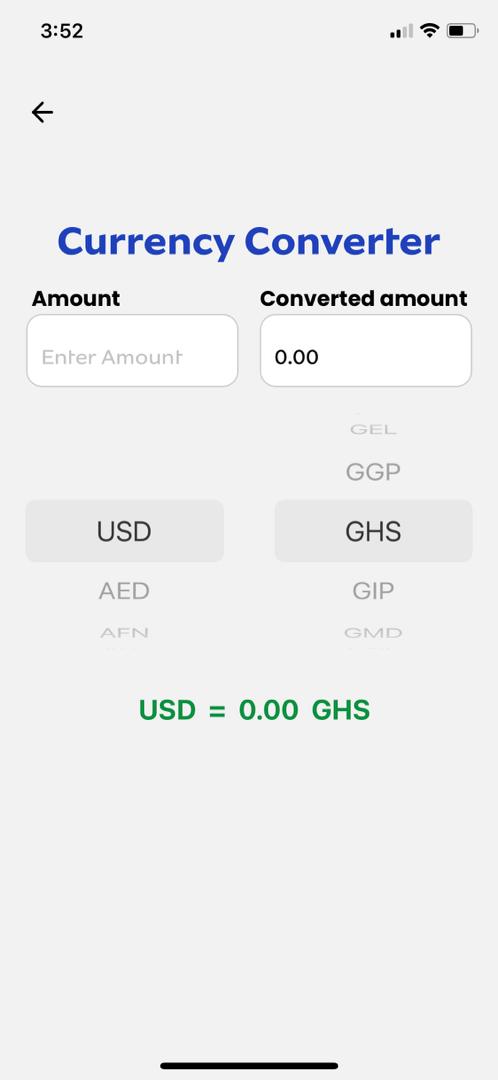 3:52
Currency Converter
Amount Converted amount
Enter Amount 0.00
GEL
GGP
USD GHS
AED GIP
AFN GMD
USD = 0.00 GHS